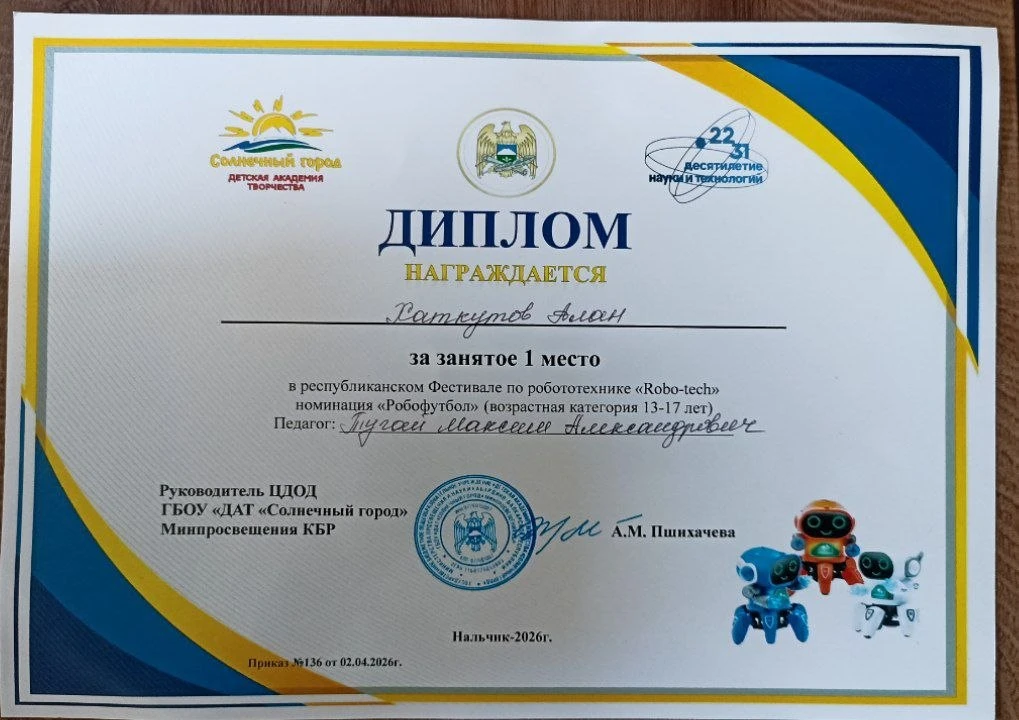 Солнечный город
ДЕТСКАЯ АКАДЕМИЯ
ТВОРЧЕСТВА
22
31
десятилетие
науки и технологий
ДИПЛОМ
НАГРАЖДАЕТСЯ
Хаткутов Алан
за занятое 1 место
в республиканском Фестивале по робототехнике «Robo-tech»
номинация «Робофутбол» (возрастная категория 13-17 лет)
Педагог: Тугай Максим Александрович
Руководитель ЦДОД
ГБОУ «ДАТ «Солнечный город»
Минпросвещения КБР
А.М. Пшихачева
Нальчик-2026г.
Приказ №136 от 02.04.2026г.